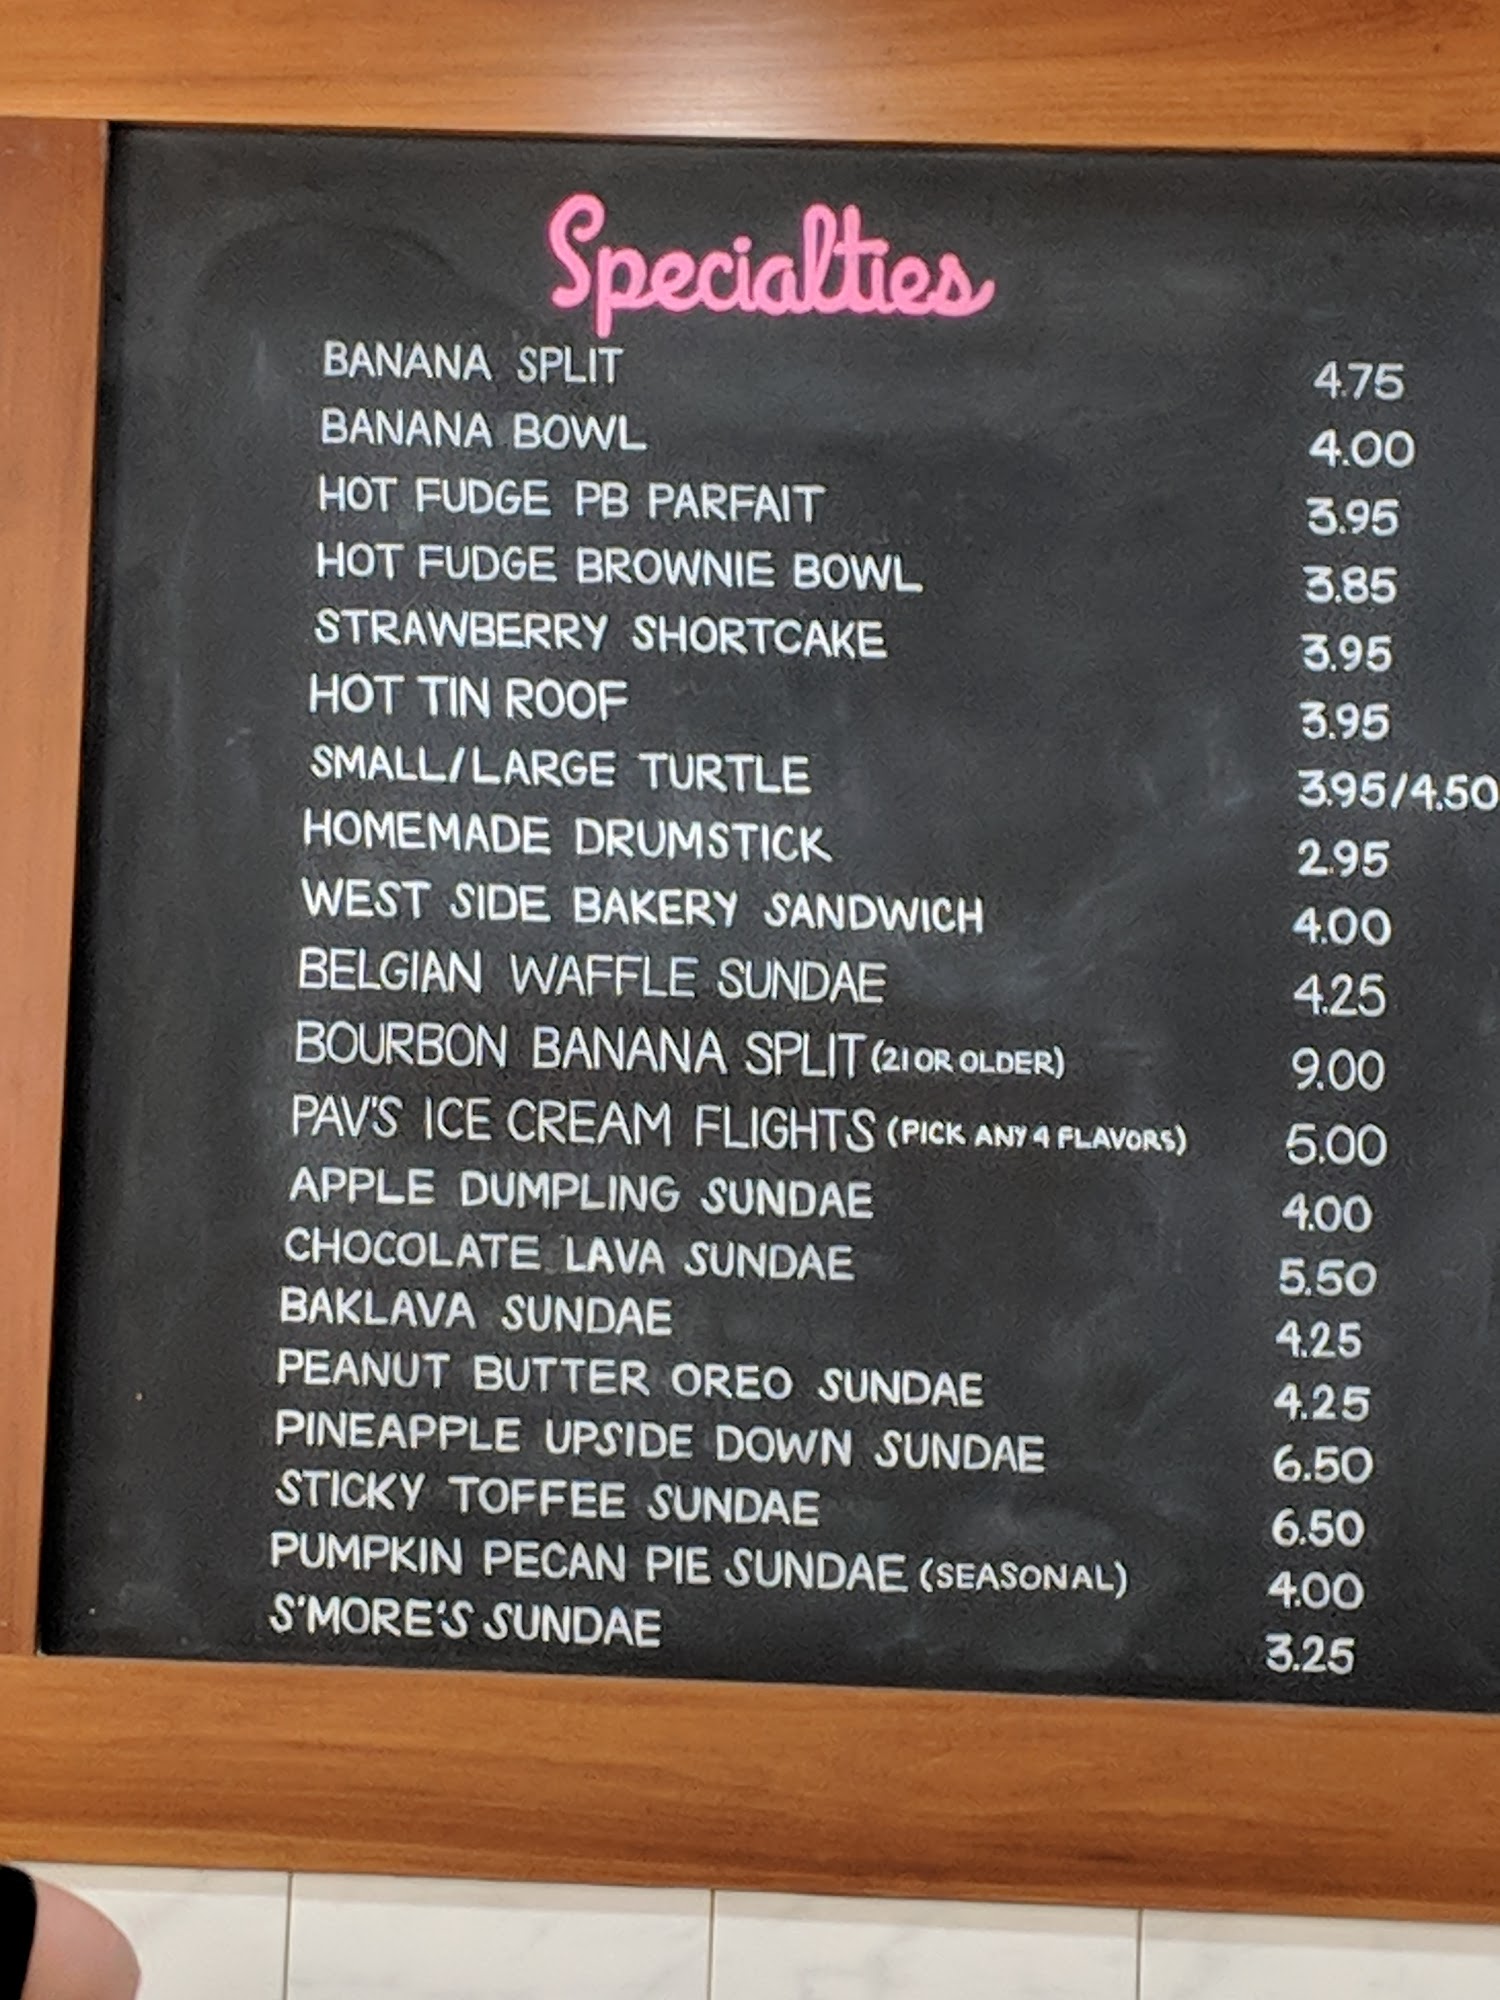 Specialties
BANANA SPLIT 4.75
BANANA BOWL 4.00
HOT FUDGE PB PARFAIT 3.95
HOT FUDGE BROWNIE BOWL 3.85
STRAWBERRY SHORTCAKE 3.95
HOT TIN ROOF 3.95
SMALL/LARGE TURTLE 3.95/4.50
HOMEMADE DRUMSTICK 2.95
WEST SIDE BAKERY SANDWICH 4.00
BELGIAN WAFFLE SUNDAE 4.25
BOURBON BANANA SPLIT (21 OR OLDER) 9.00
PAV'S ICE CREAM FLIGHTS (PICK ANY 4 FLAVORS) 5.00
APPLE DUMPLING SUNDAE 4.00
CHOCOLATE LAVA SUNDAE 5.50
BAKLAVA SUNDAE 4.25
PEANUT BUTTER OREO SUNDAE 4.25
PINEAPPLE UPSIDE DOWN SUNDAE 6.50
STICKY TOFFEE SUNDAE 6.50
PUMPKIN PECAN PIE SUNDAE (SEASONAL) 4.00
S'MORE'S SUNDAE 3.25